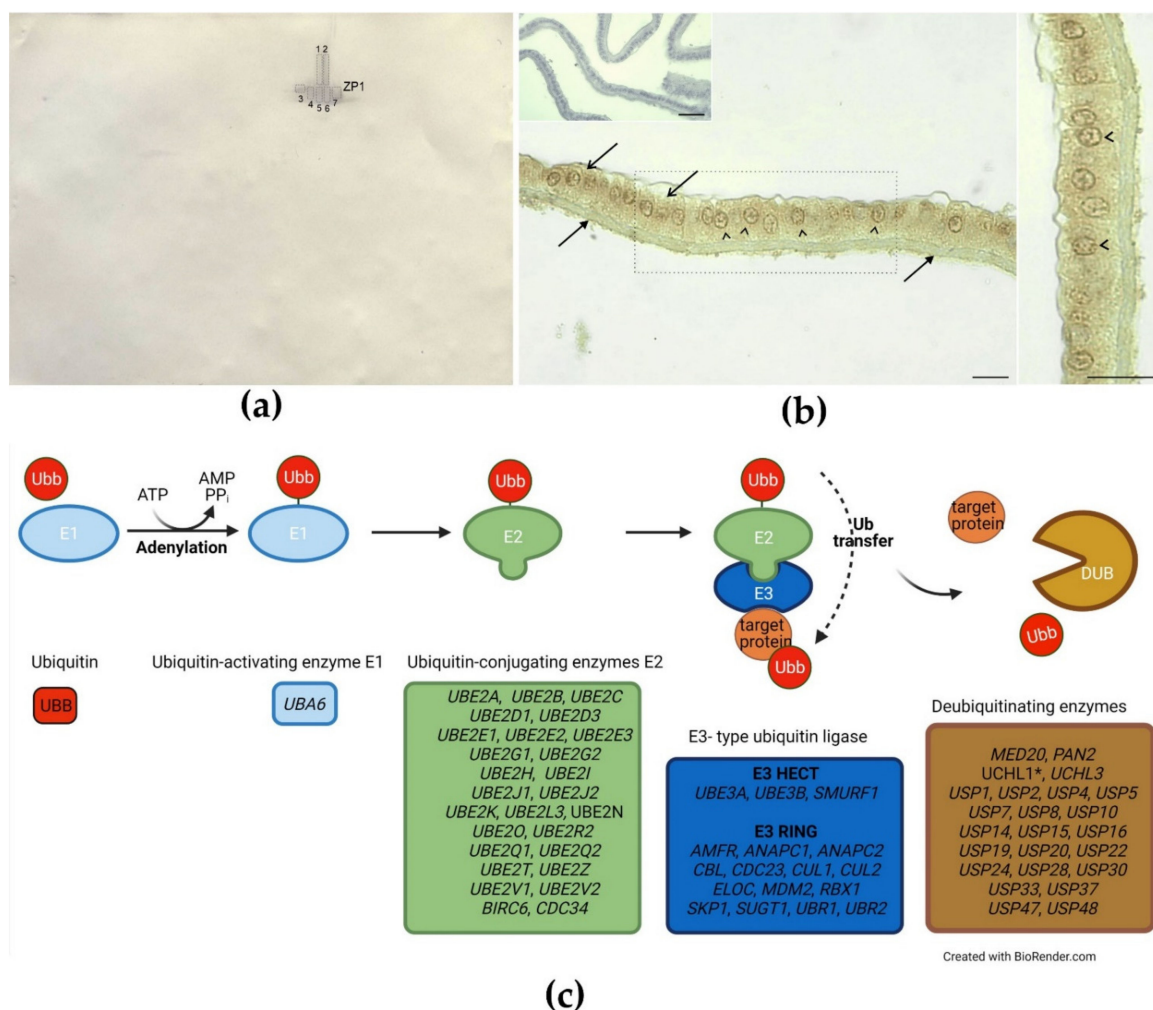 1 2
ZP1
3
4 5 6 7
(a)
(b)
Ubb
E1
ATP
AMP
PPi
Adenylation
Ubb
E1
Ubb
E2
Ubb
E2
E3
target
protein
Ubb
Ub
transfer
target
protein
DUB
Ubb
Ubiquitin
UBB
Ubiquitin-activating enzyme E1
UBA6
Ubiquitin-conjugating enzymes E2
UBE2A, UBE2B, UBE2C
UBE2D1, UBE2D3
UBE2E1, UBE2E2, UBE2E3
UBE2G1, UBE2G2
UBE2H, UBE2I
UBE2J1, UBE2J2
UBE2K, UBE2L3, UBE2N
UBE2O, UBE2R2
UBE2Q1, UBE2Q2
UBE2T, UBE2Z
UBE2V1, UBE2V2
BIRC6, CDC34
E3- type ubiquitin ligase
E3 HECT
UBE3A, UBE3B, SMURF1
E3 RING
AMFR, ANAPC1, ANAPC2
CBL, CDC23, CUL1, CUL2
ELOC, MDM2, RBX1
SKP1, SUGT1, UBR1, UBR2
Deubiquitinating enzymes
MED20, PAN2
UCHL1*, UCHL3
USP1, USP2, USP4, USP5
USP7, USP8, USP10
USP14, USP15, USP16
USP19, USP20, USP22
USP24, USP28, USP30
USP33, USP37
USP47, USP48
Created with BioRender.com
(c)